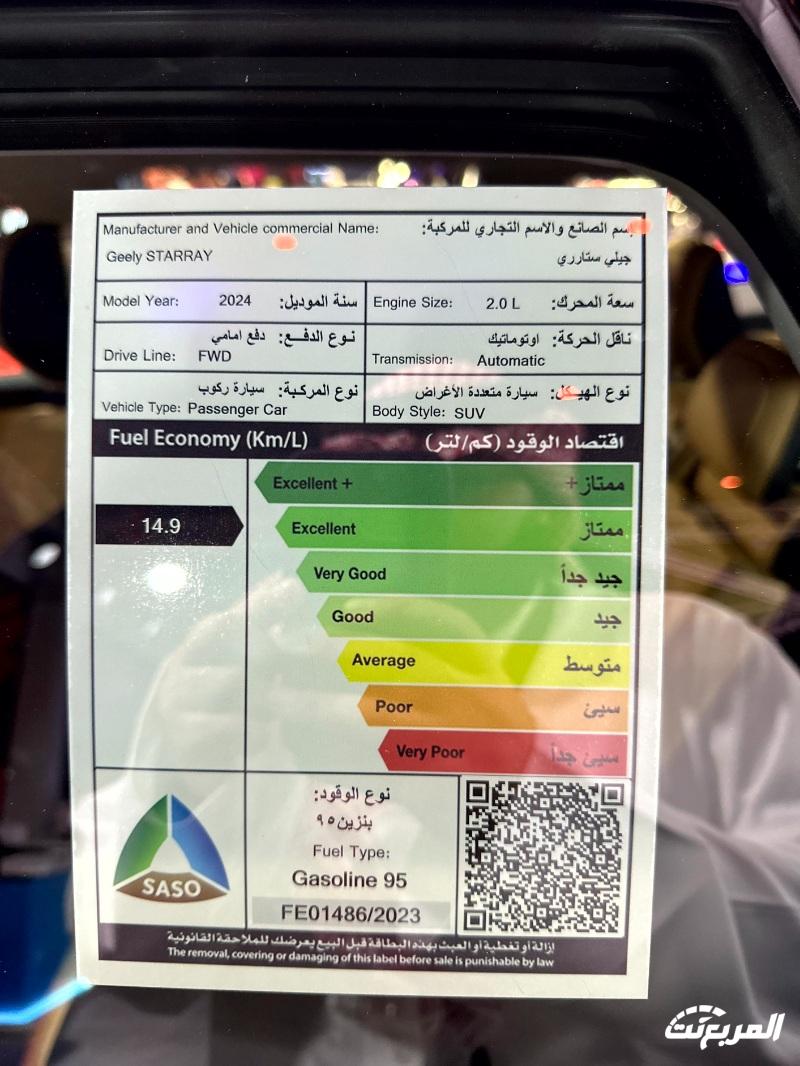 Manufacturer and Vehicle commercial Name: إسم الصانع والاسم التجاري للمركبة:
Geely STARRAY جيلي ستارري
Model Year: 2024 سنة الموديل: Engine Size: 2.0 L سعة المحرك:
نوع الدفع: دفع امامي
Drive Line: FWD
ناقل الحركة: اوتوماتيك
Transmission: Automatic
نوع المركبة: سيارة ركوب
Vehicle Type: Passenger Car
نوع الهيكل: سيارة متعددة الأغراض
Body Style: SUV
Fuel Economy (Km/L) اقتصاد الوقود (كم/لتر)
Excellent + ممتاز +
14.9 Excellent ممتاز
Very Good جيد جداً
Good جيد
Average متوسط
Poor سيئ
Very Poor سيئ جداً
SASO
نوع الوقود:
بنزين ٩٥
Fuel Type:
Gasoline 95
FE01486/2023
إزالة أو تغطية أو العبث بهذه البطاقة قبل البيع يعرضك للملاحقة القانونية
The removal, covering or damaging of this label before sale is punishable by law
المربع نت